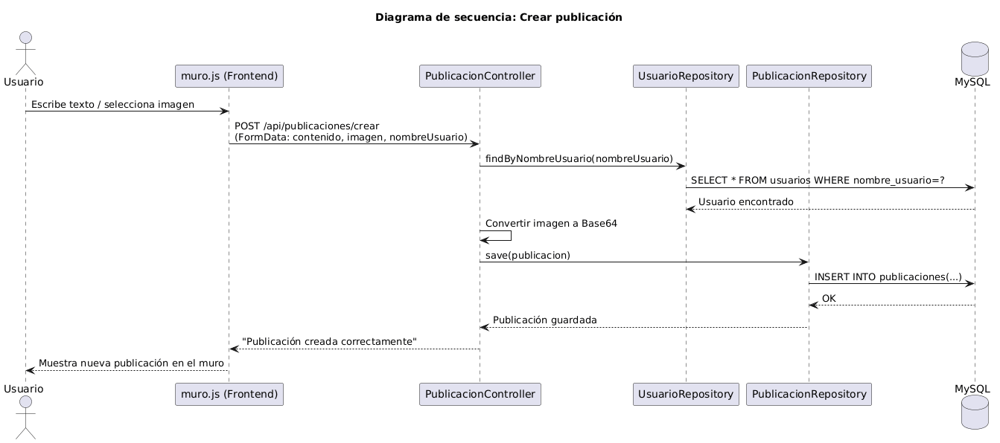 Diagrama de secuencia: Crear publicación
Usuario
muro.js (Frontend)
PublicacionController
UsuarioRepository
PublicacionRepository
MySQL
Escribe texto / selecciona imagen
POST /api/publicaciones/crear
(FormData: contenido, imagen, nombreUsuario)
findByNombreUsuario(nombreUsuario)
SELECT * FROM usuarios WHERE nombre_usuario=?
Usuario encontrado
Convertir imagen a Base64
save(publicacion)
INSERT INTO publicaciones(...)
OK
Publicación guardada
"Publicación creada correctamente"
Muestra nueva publicación en el muro
Usuario
muro.js (Frontend)
PublicacionController
UsuarioRepository
PublicacionRepository
MySQL